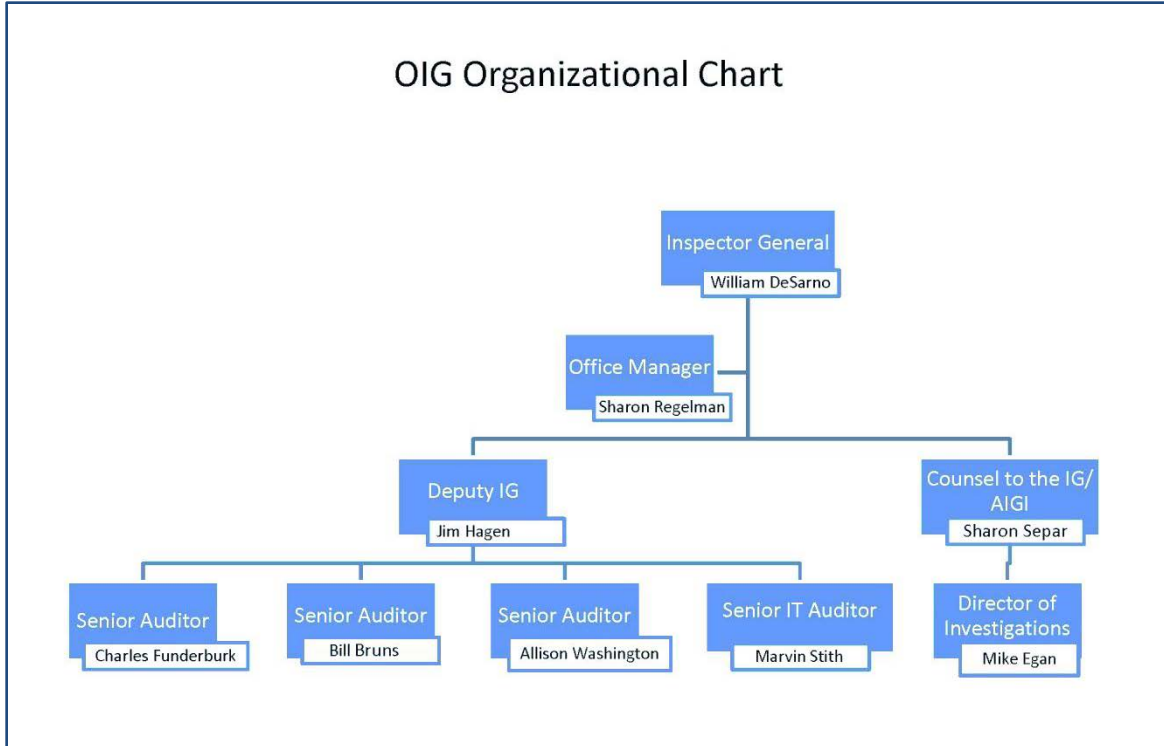 OIG Organizational Chart
Inspector General
William DeSarno
Office Manager
Sharon Regelman
Deputy IG
Jim Hagen
Counsel to the IG/
AIGI
Sharon Separ
Senior Auditor
Charles Funderburk
Senior Auditor
Bill Bruns
Senior Auditor
Allison Washington
Senior IT Auditor
Marvin Stith
Director of
Investigations
Mike Egan